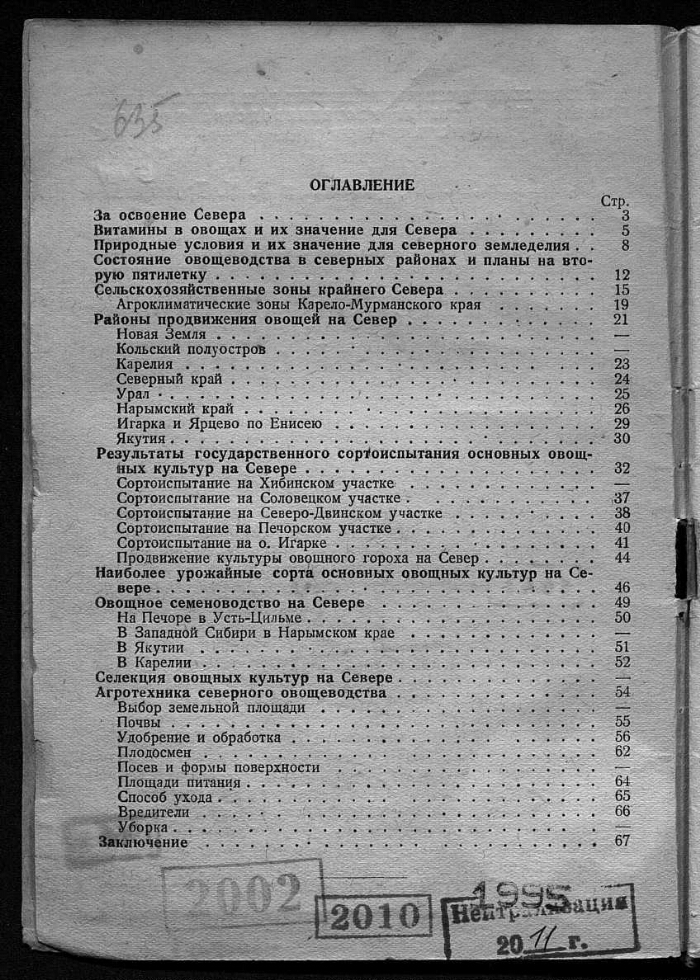 635
ОГЛАВЛЕНИЕ
Стр.
За освоение Севера . . . 3
Витамины в овощах и их значение для Севера . . . 5
Природные условия и их значение для северного земледелия . . 8
Состояние овощеводства в северных районах и планы на вто-
рую пятилетку . . . 12
Сельскохозяйственные зоны крайнего Севера . . . 15
Агроклиматические зоны Карело-Мурманского края . . . 19
Районы продвижения овощей на Север . . . 21
Новая Земля . . . —
Кольский полуостров . . . —
Карелия . . . 23
Северный край . . . 24
Урал . . . 25
Нарымский край . . . 26
Игарка и Ярцево по Енисею . . . 29
Якутия . . . 30
Результаты государственного сортоиспытания основных овощ-
ных культур на Севере . . . 32
Сортоиспытание на Хибинском участке . . . —
Сортоиспытание на Соловецком участке . . . 37
Сортоиспытание на Северо-Двинском участке . . . 38
Сортоиспытание на Печорском участке . . . 40
Сортоиспытание на о. Игарке . . . 41
Продвижение культуры овощного гороха на Север . . . 44
Наиболее урожайные сорта основных овощных культур на Се-
вере . . . 46
Овощное семеноводство на Севере . . . 49
На Печоре в Усть-Цильме . . . 50
В Западной Сибири в Нарымском крае . . . —
В Якутии . . . 51
В Карелии . . . 52
Селекция овощных культур на Севере . . . —
Агротехника северного овощеводства . . . 54
Выбор земельной площади . . . —
Почвы . . . 55
Удобрение и обработка . . . 56
Плодосмен . . . 62
Посев и формы поверхности . . . —
Площади питания . . . 64
Способ ухода . . . 65
Вредители . . . 66
Уборка . . . —
Заключение . . . 67
2002
2010
1995
Нейтрализация
2011 г.